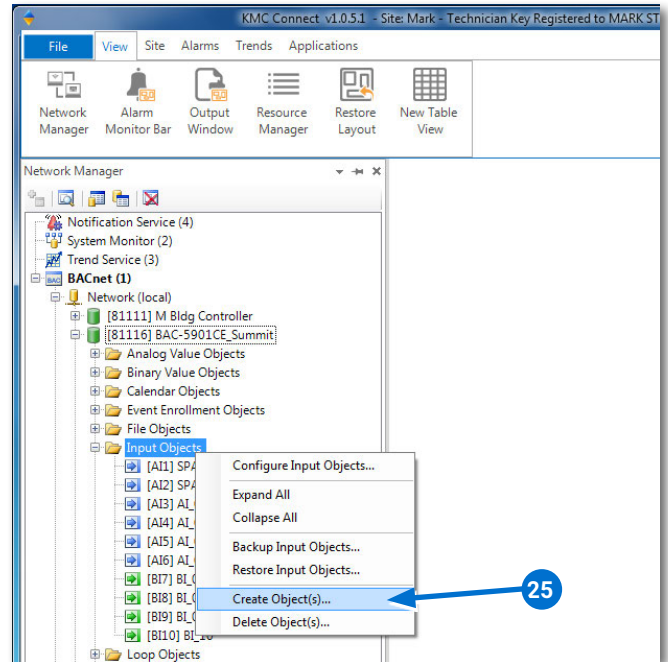 KMC Connect v1.0.5.1 - Site: Mark - Technician Key Registered to MARK ST
File View Site Alarms Trends Applications
Network Manager
Alarm Monitor Bar
Output Window
Resource Manager
Restore Layout
New Table View
Network Manager
Notification Service (4)
System Monitor (2)
Trend Service (3)
BACnet (1)
Network (local)
[81111] M Bldg Controller
[81116] BAC-5901CE_Summit
Analog Value Objects
Binary Value Objects
Calendar Objects
Event Enrollment Objects
File Objects
Input Objects
[AI1] SPA
[AI2] SPA
[AI3] AI_
[AI4] AI_
[AI5] AI_
[AI6] AI_
[BI7] BI_
[BI8] BI_
[BI9] BI_
[BI10] BI_10
Loop Objects
Configure Input Objects...
Expand All
Collapse All
Backup Input Objects...
Restore Input Objects...
Create Object(s)...
Delete Object(s)...
25